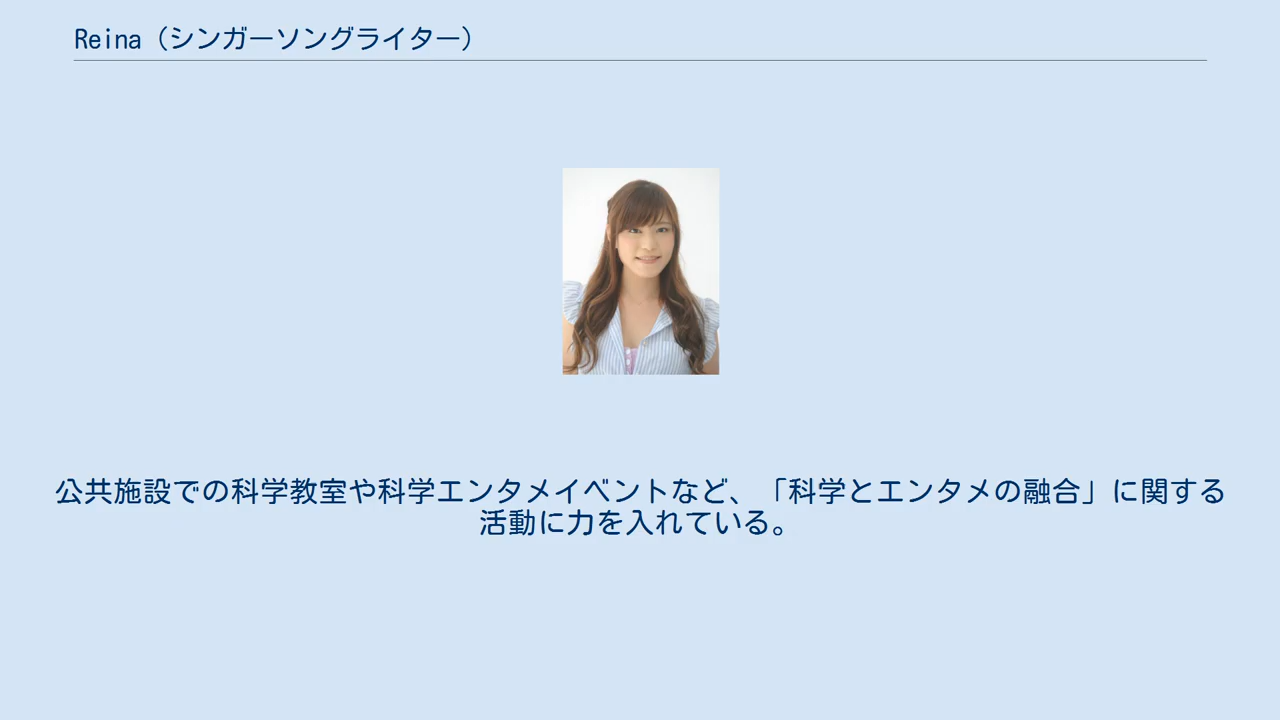 Reina（シンガーソングライター）
公共施設での科学教室や科学エンタメイベントなど、「科学とエンタメの融合」に関する
活動に力を入れている。